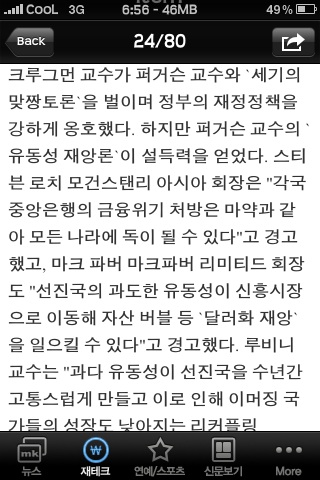 CooL 3G 6:56 - 46MB 49%
Back 24/80
크루그먼 교수가 퍼거슨 교수와 `세기의
맞짱토론`을 벌이며 정부의 재정정책을
강하게 옹호했다. 하지만 퍼거슨 교수의 `
유동성 재앙론`이 설득력을 얻었다. 스티
븐 로치 모건스탠리 아시아 회장은 "각국
중앙은행의 금융위기 처방은 마약과 같
아 모든 나라에 독이 될 수 있다"고 경고
했고, 마크 파버 마크파버 리미티드 회장
도 "선진국의 과도한 유동성이 신흥시장
으로 이동해 자산 버블 등 `달러화 재앙`
을 일으킬 수 있다"고 경고했다. 루비니
교수는 "과다 유동성이 선진국을 수년간
고통스럽게 만들고 이로 인해 이머징 국
가들의 성장도 낮아지는 리커플링
mk ₩
뉴스 재테크 연예/스포츠 신문보기 More